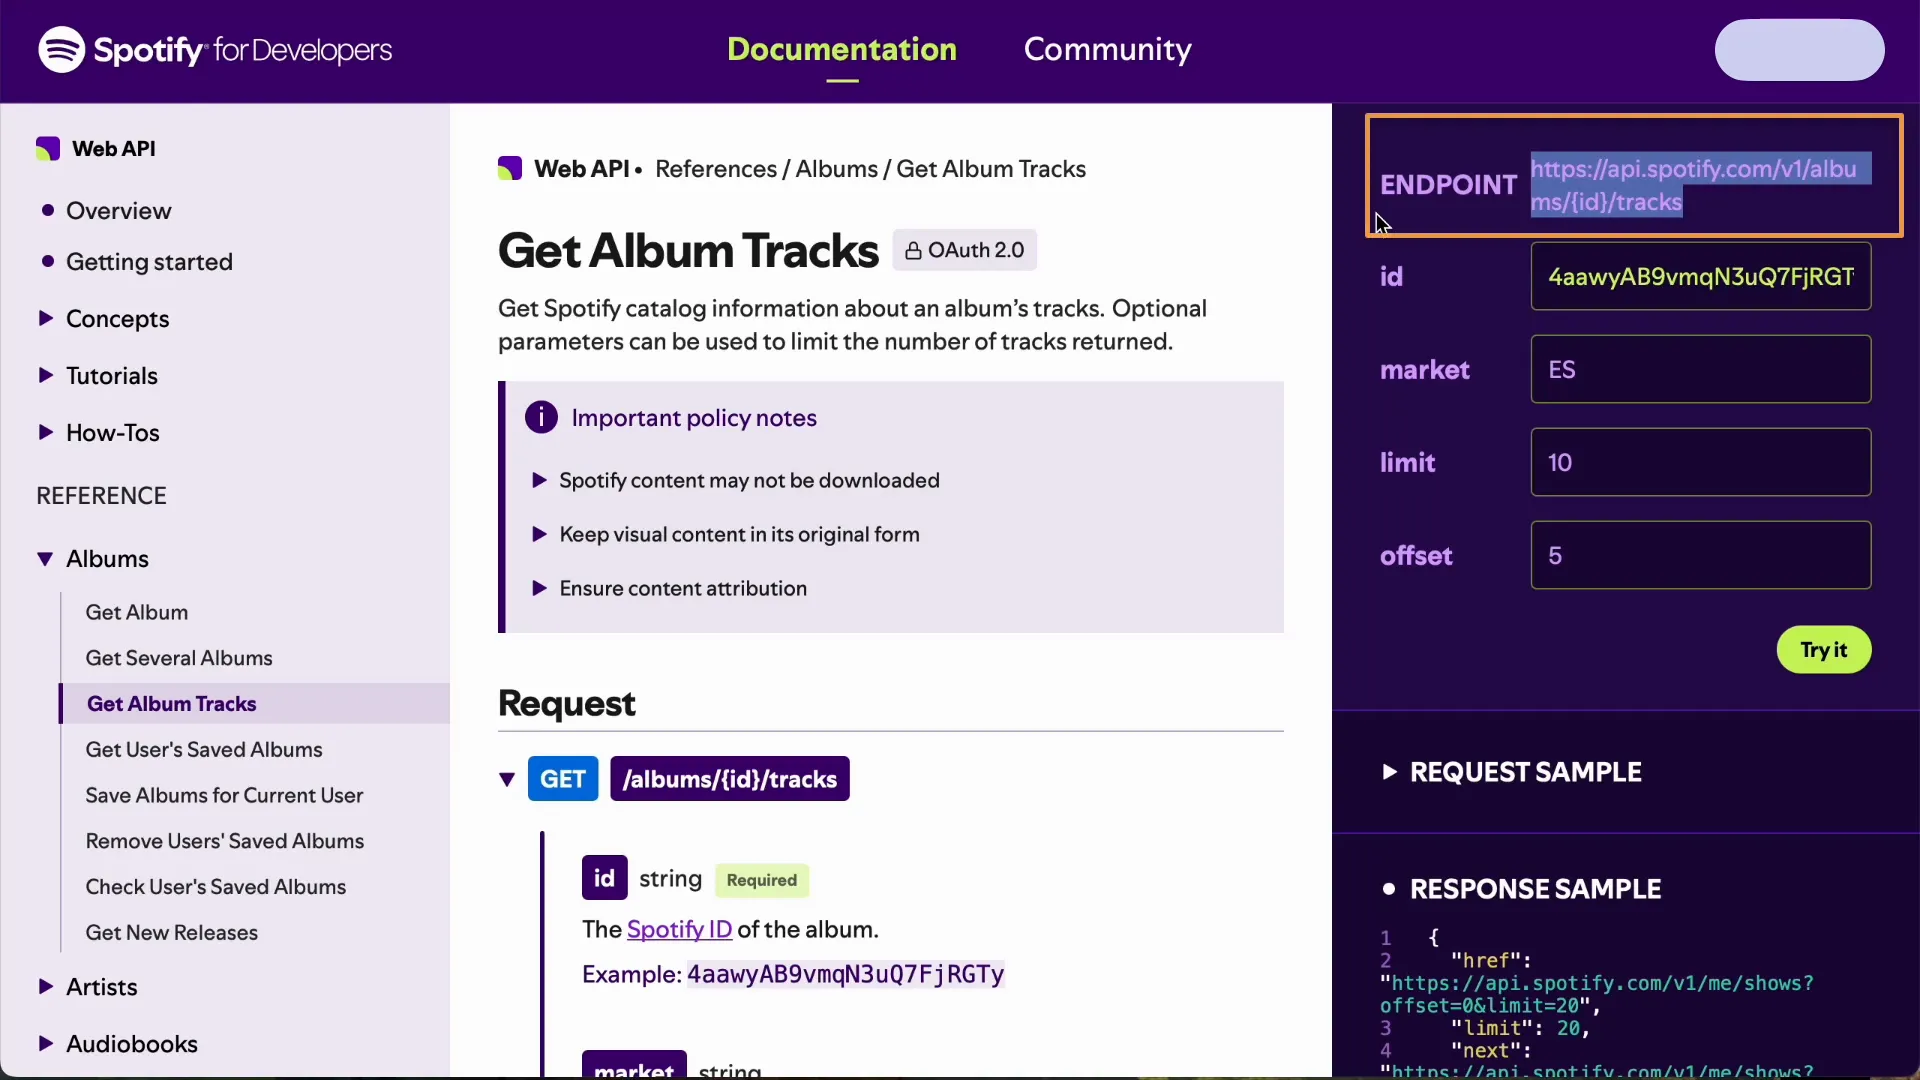 Spotify for Developers
Documentation
Community
Web API
Overview
Getting started
Concepts
Tutorials
How-Tos
REFERENCE
Albums
Get Album
Get Several Albums
Get Album Tracks
Get User's Saved Albums
Save Albums for Current User
Remove Users' Saved Albums
Check User's Saved Albums
Get New Releases
Artists
Audiobooks
Web API • References / Albums / Get Album Tracks
Get Album Tracks OAuth 2.0
Get Spotify catalog information about an album’s tracks. Optional
parameters can be used to limit the number of tracks returned.
Important policy notes
Spotify content may not be downloaded
Keep visual content in its original form
Ensure content attribution
Request
GET /albums/{id}/tracks
id string Required
The Spotify ID of the album.
Example: 4aawyAB9vmqN3uQ7FjRGTy
market string
ENDPOINT https://api.spotify.com/v1/albu
ms/{id}/tracks
id 4aawyAB9vmqN3uQ7FjRGT
market ES
limit 10
offset 5
Try it
REQUEST SAMPLE
RESPONSE SAMPLE
1 {
2 "href":
"https://api.spotify.com/v1/me/shows?
offset=0&limit=20",
3 "limit": 20,
4 "next":
"https://api.spotify.com/v1/me/shows?